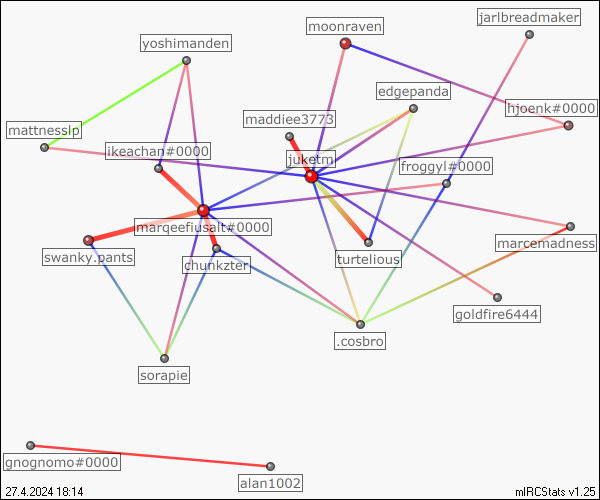 jarlbreadmaker
moonraven
yoshimanden
edgepanda
hjoenk#0000
maddiee3773
mattnesslp
ikeachan#0000
juketm
froggyl#0000
marqeefiusalt#0000
marcemadness
swanky.pants
chunkzter
turtelious
goldfire6444
.cosbro
sorapie
gnognomo#0000
alan1002
27.4.2024 18:14
mIRCStats v1.25